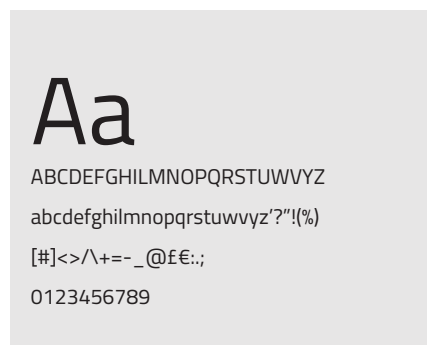 Aa
ABCDEFGHILMNOPQRSTUWVYZ
abcdefghilmnopqrstuwvyz’?”!(%)
[#]<>/\+=-_@£€:.;
0123456789